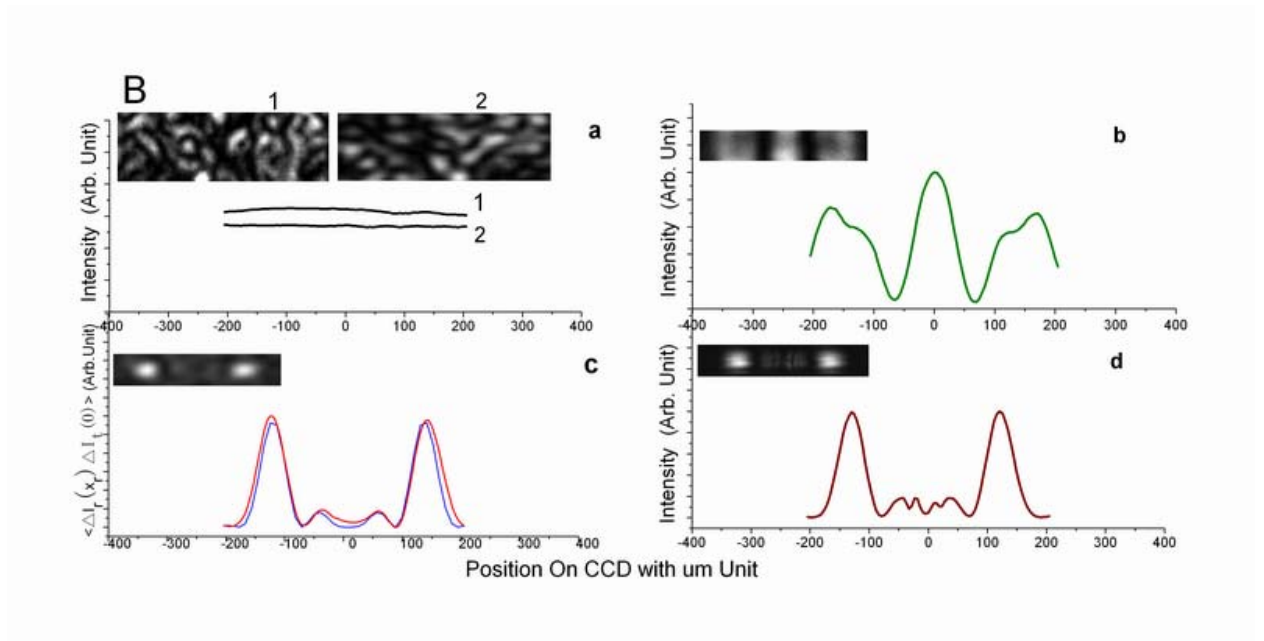 B
1
2
a
Intensity (Arb. Unit)
1
2
-400 -300 -200 -100 0 100 200 300 400
b
Intensity (Arb. Unit)
-400 -300 -200 -100 0 100 200 300 400
c
<△I_r(x_r) △I_t(0)> (Arb.Unit)
-400 -300 -200 -100 0 100 200 300 400
d
Intensity (Arb. Unit)
-400 -300 -200 -100 0 100 200 300 400
Position On CCD with um Unit